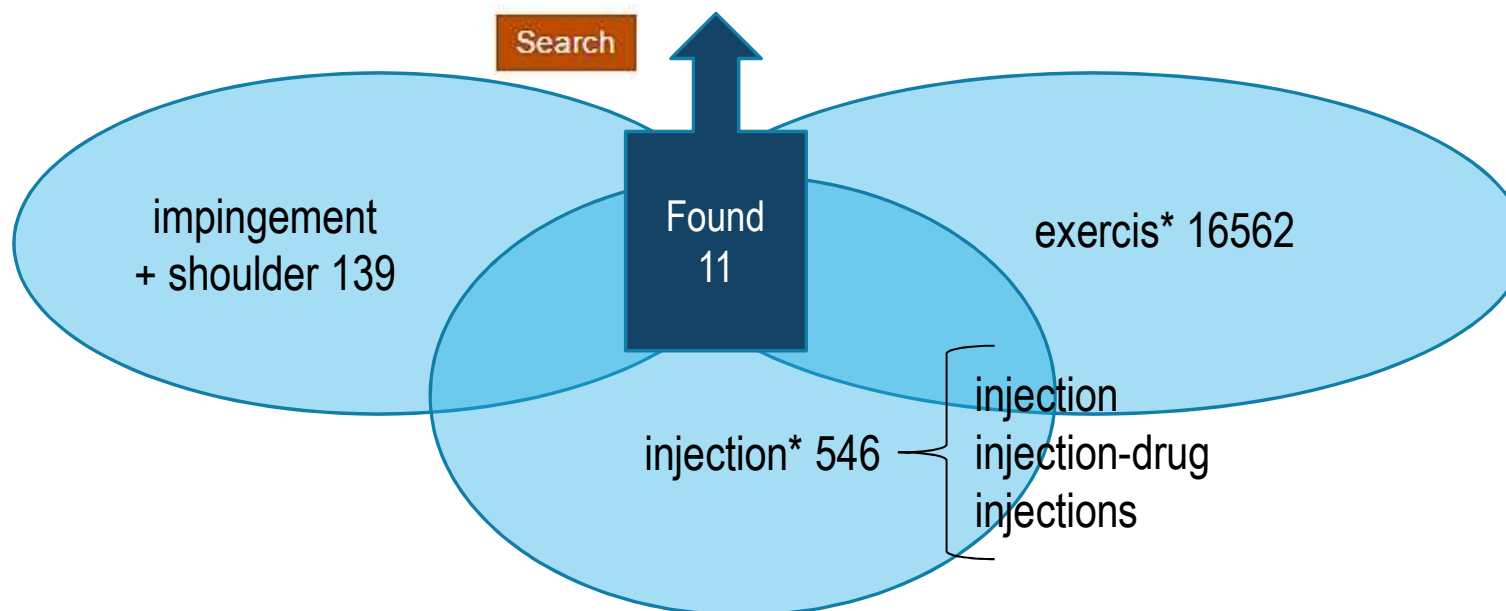 Search
impingement
+ shoulder 139
Found
11
exercis* 16562
injection* 546
injection
injection-drug
injections